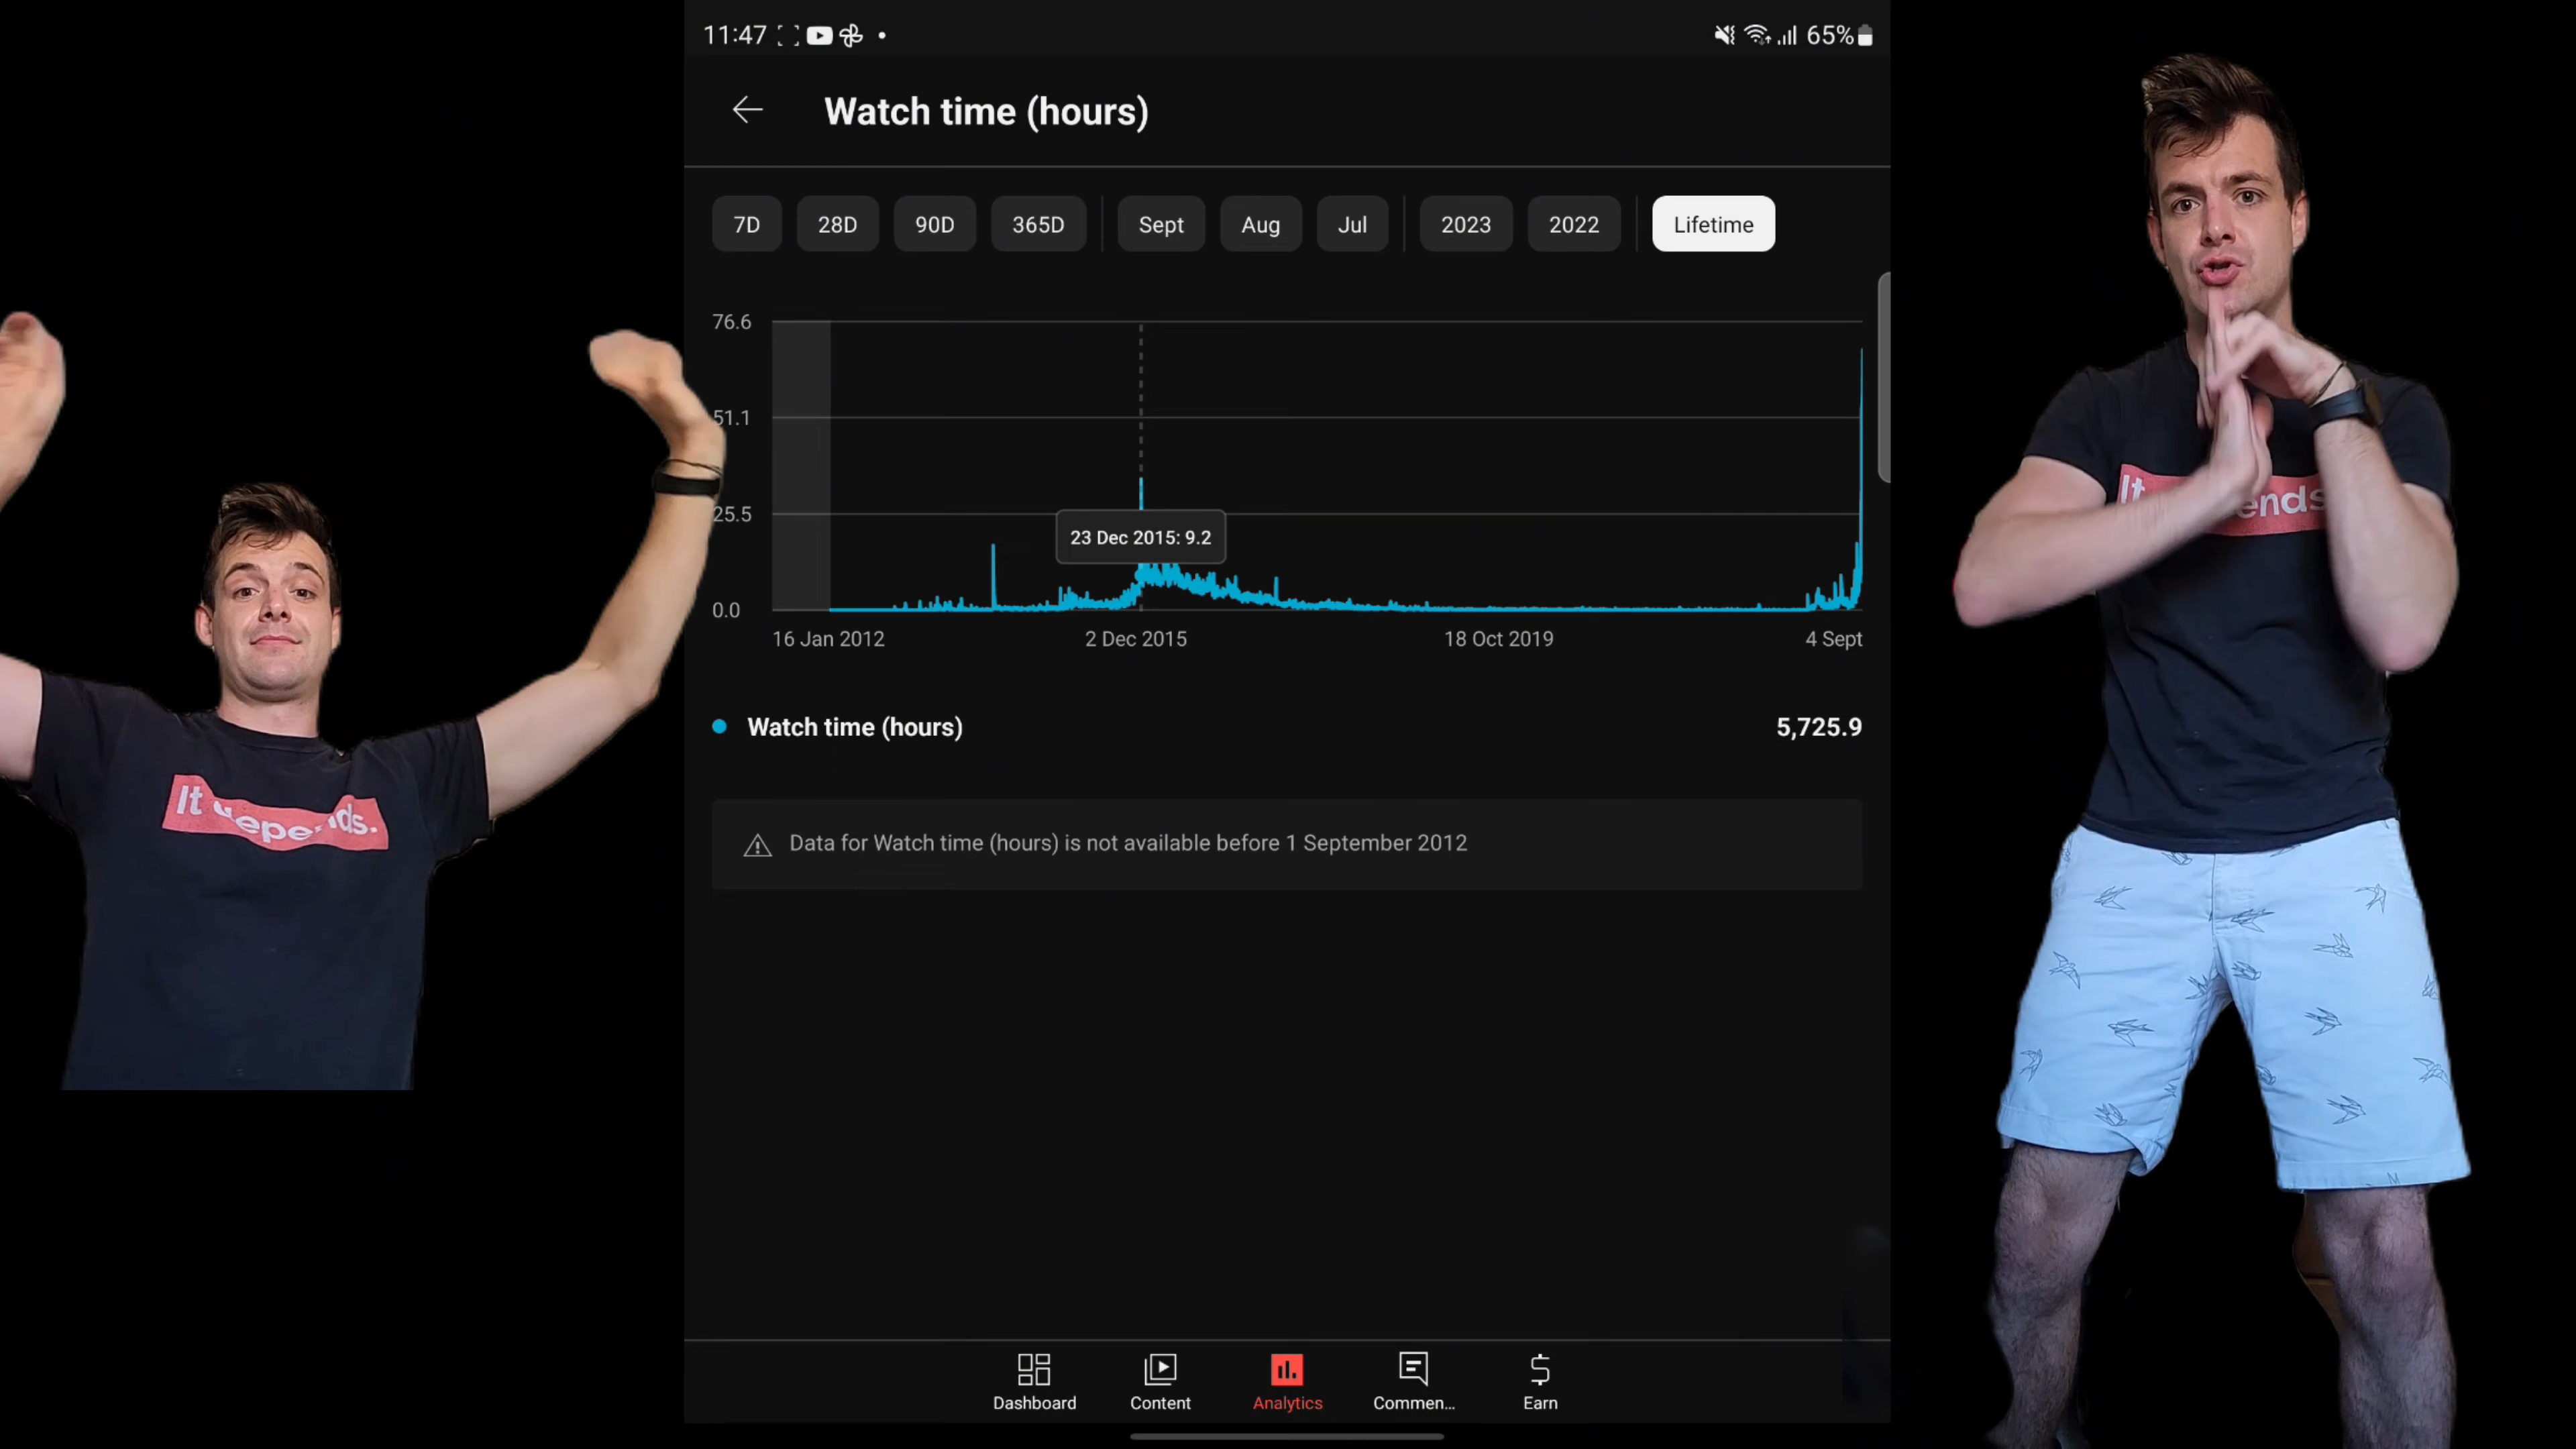 11:47
65%
Watch time (hours)
7D 28D 90D 365D Sept Aug Jul 2023 2022 Lifetime
76.6
51.1
25.5
0.0
23 Dec 2015: 9.2
16 Jan 2012 2 Dec 2015 18 Oct 2019 4 Sept
Watch time (hours) 5,725.9
Data for Watch time (hours) is not available before 1 September 2012
Dashboard Content Analytics Commen... Earn
It depends.
It ends